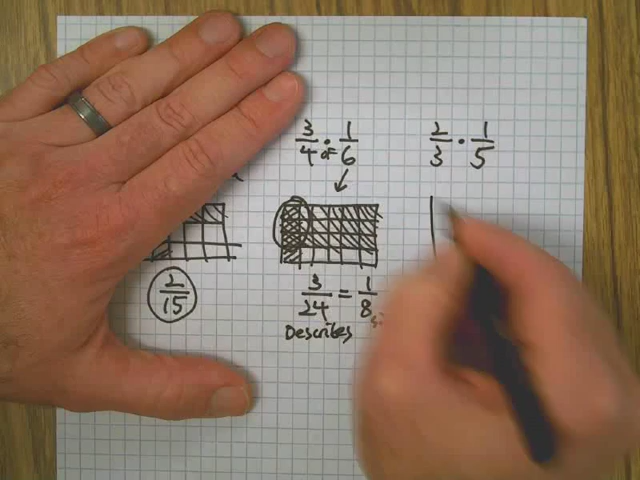 3/4 · 1/6
of
2/3 · 1/5
2/15
3/24 = 1/8
Describes